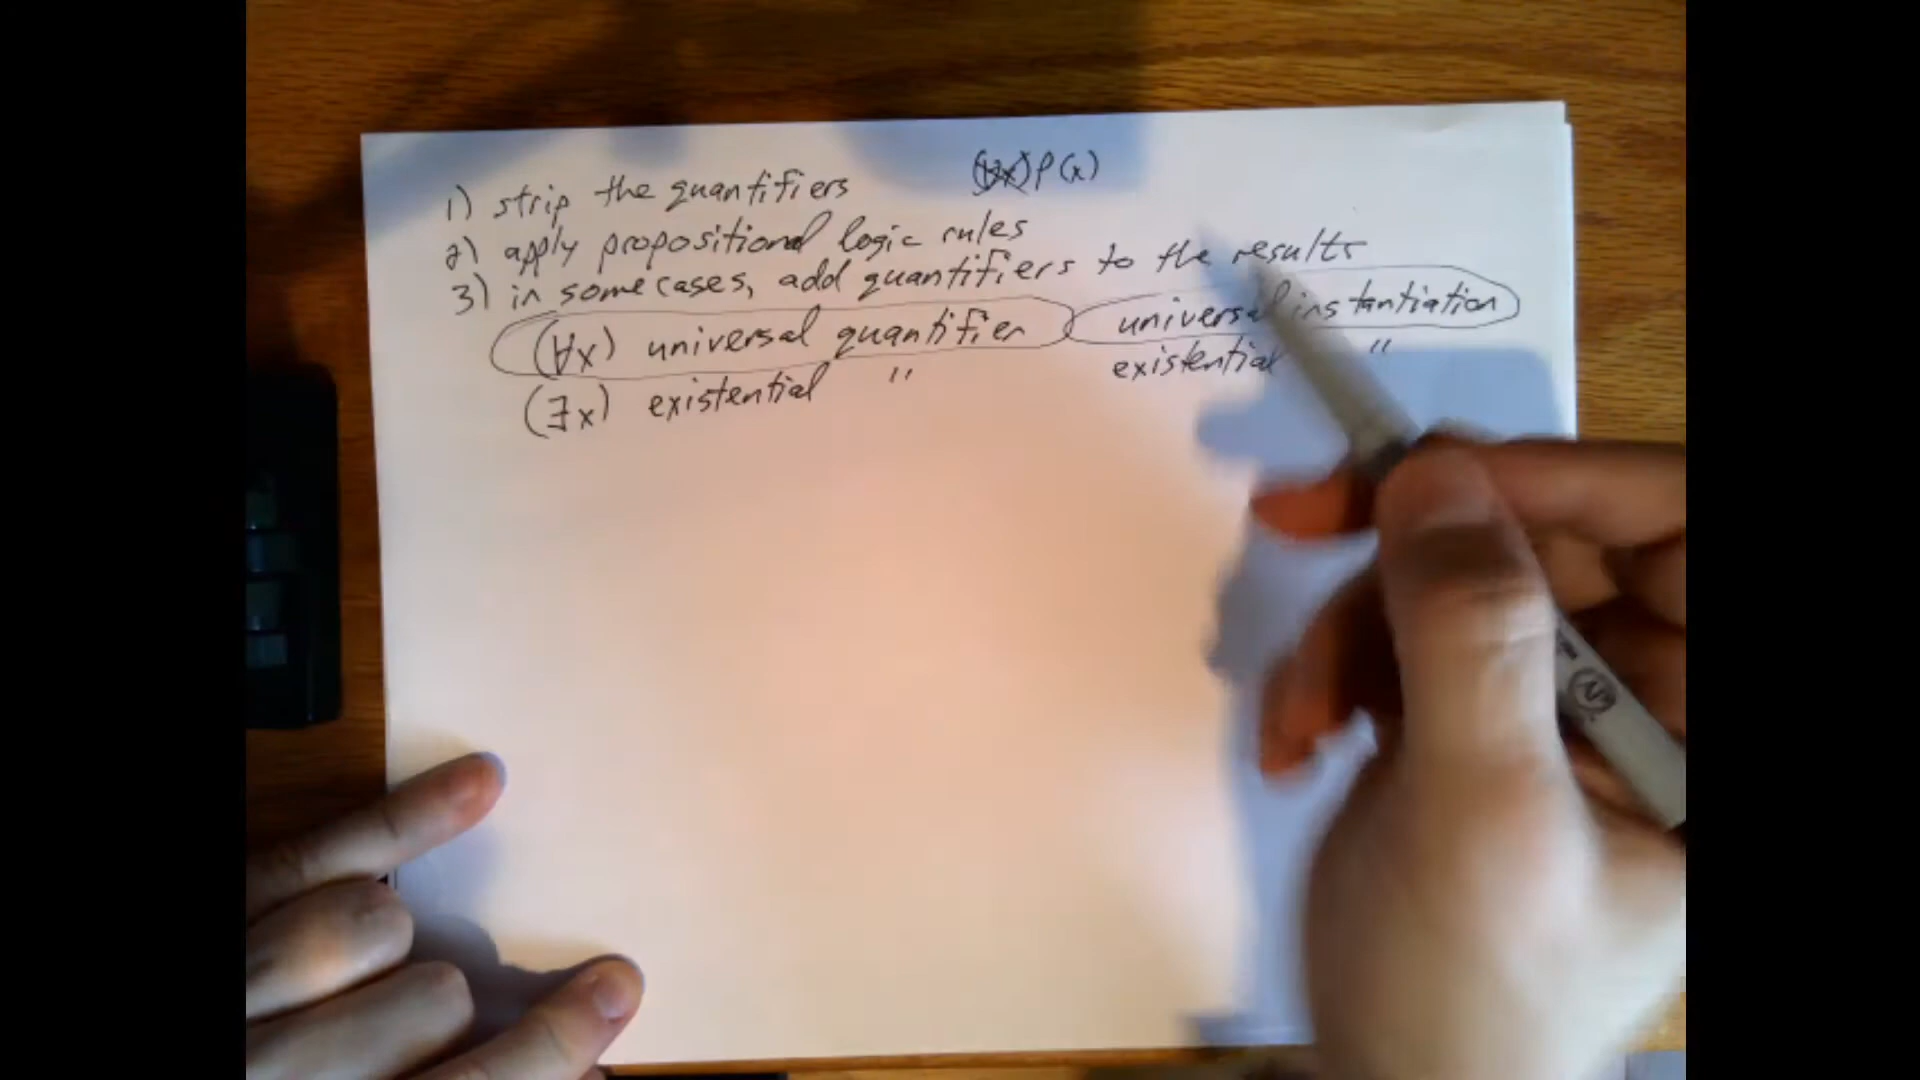 (∀x) P(x)
1) strip the quantifiers
2) apply propositional logic rules
3) in some cases, add quantifiers to the results
(∀x) universal quantifier universal instantiation
(∃x) existential " existential "